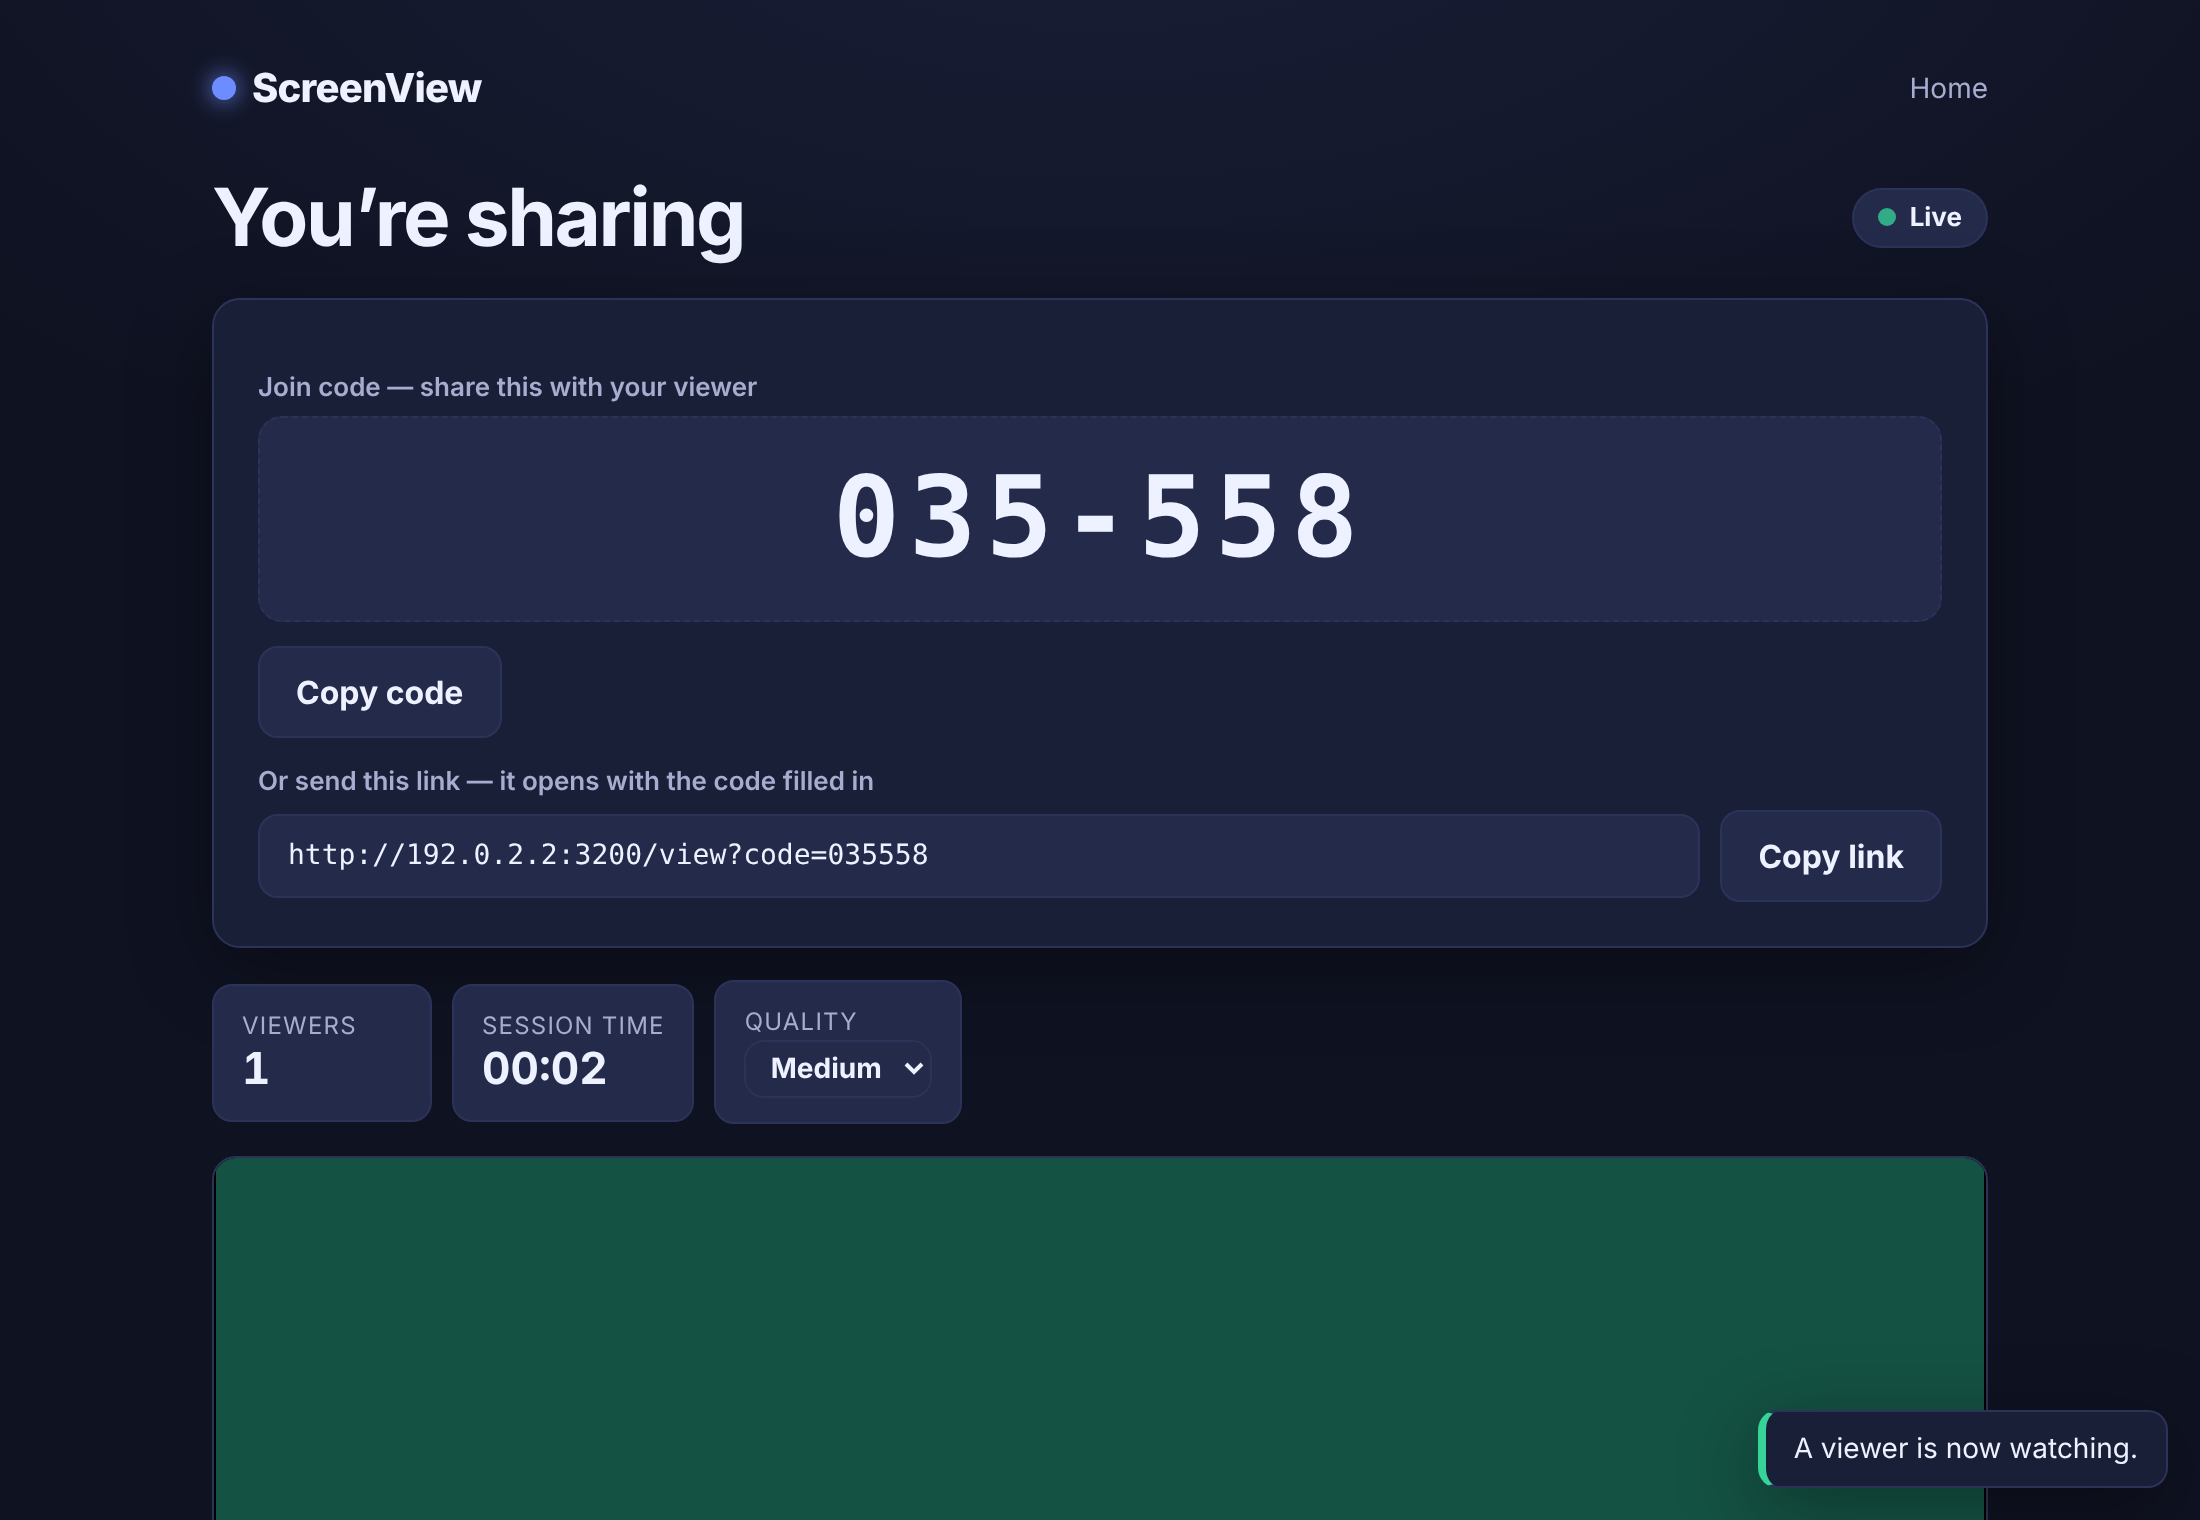 ScreenView
Home
You’re sharing
Live
Join code — share this with your viewer
035-558
Copy code
Or send this link — it opens with the code filled in
http://192.0.2.2:3200/view?code=035558
Copy link
VIEWERS
1
SESSION TIME
00:02
QUALITY
Medium
A viewer is now watching.